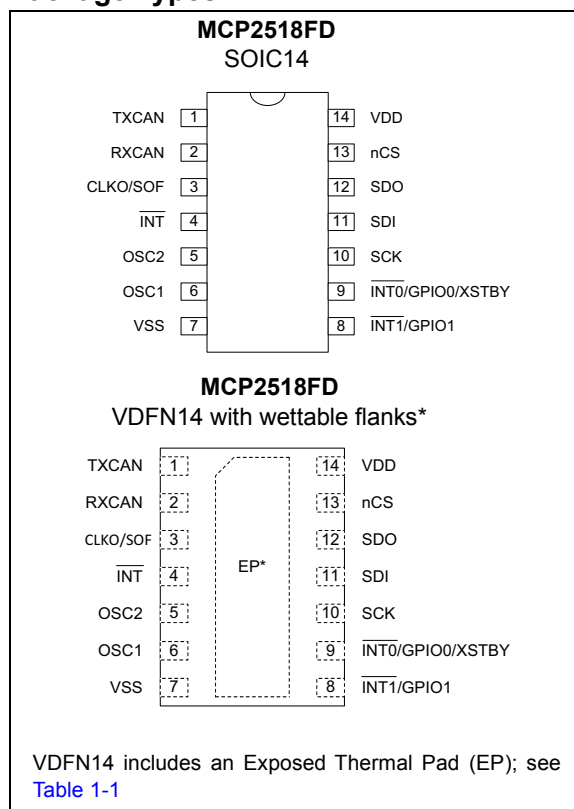 MCP2518FD
SOIC14
TXCAN 1 14 VDD
RXCAN 2 13 nCS
CLKO/SOF 3 12 SDO
INT 4 11 SDI
OSC2 5 10 SCK
OSC1 6 9 INT0/GPIO0/XSTBY
VSS 7 8 INT1/GPIO1
MCP2518FD
VDFN14 with wettable flanks*
TXCAN 1 14 VDD
RXCAN 2 13 nCS
CLKO/SOF 3 12 SDO
INT 4 EP* 11 SDI
OSC2 5 10 SCK
OSC1 6 9 INT0/GPIO0/XSTBY
VSS 7 8 INT1/GPIO1
VDFN14 includes an Exposed Thermal Pad (EP); see
Table 1-1